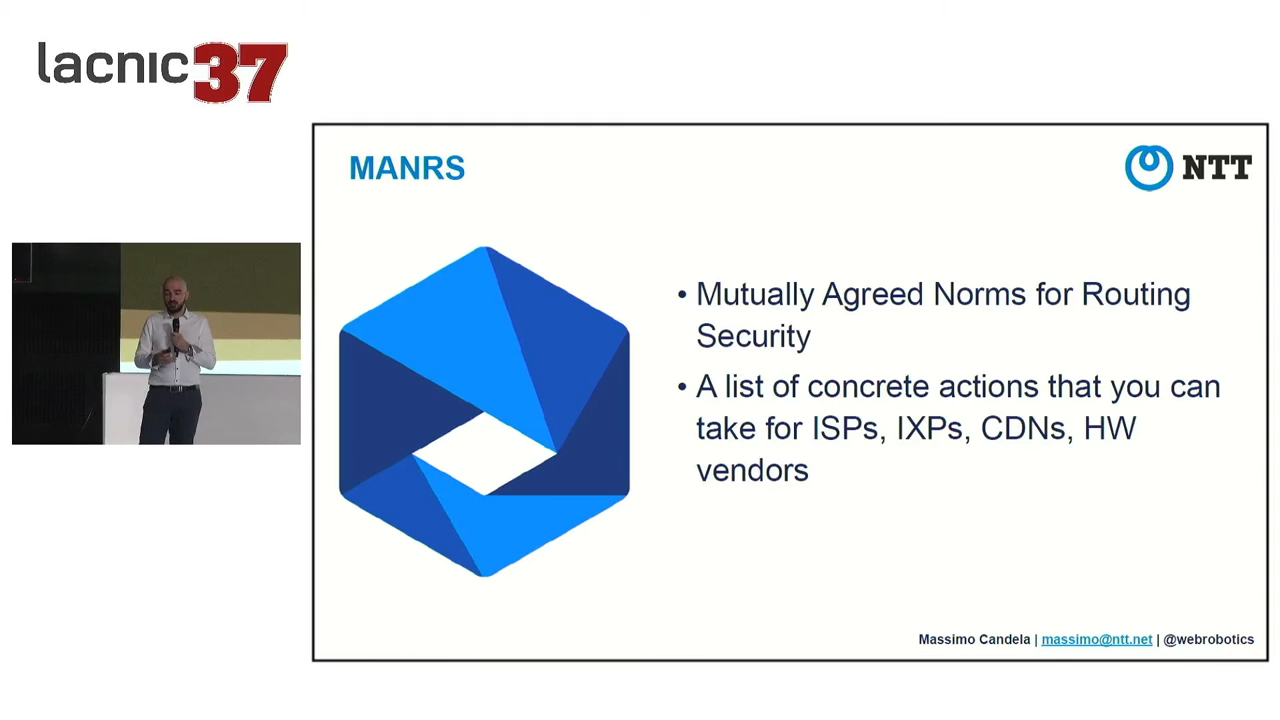 lacnic37
MANRS
NTT
• Mutually Agreed Norms for Routing
Security
• A list of concrete actions that you can
take for ISPs, IXPs, CDNs, HW
vendors
Massimo Candela | massimo@ntt.net | @webrobotics